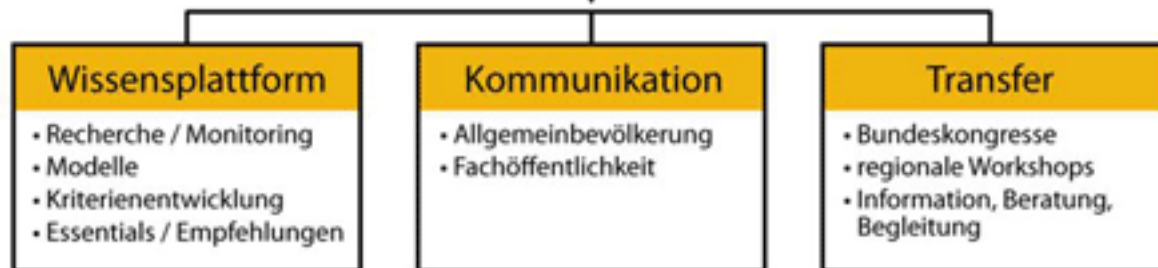 Wissensplattform
• Recherche / Monitoring
• Modelle
• Kriterienentwicklung
• Essentials / Empfehlungen
Kommunikation
• Allgemeinbevölkerung
• Fachöffentlichkeit
Transfer
• Bundeskongresse
• regionale Workshops
• Information, Beratung,
Begleitung